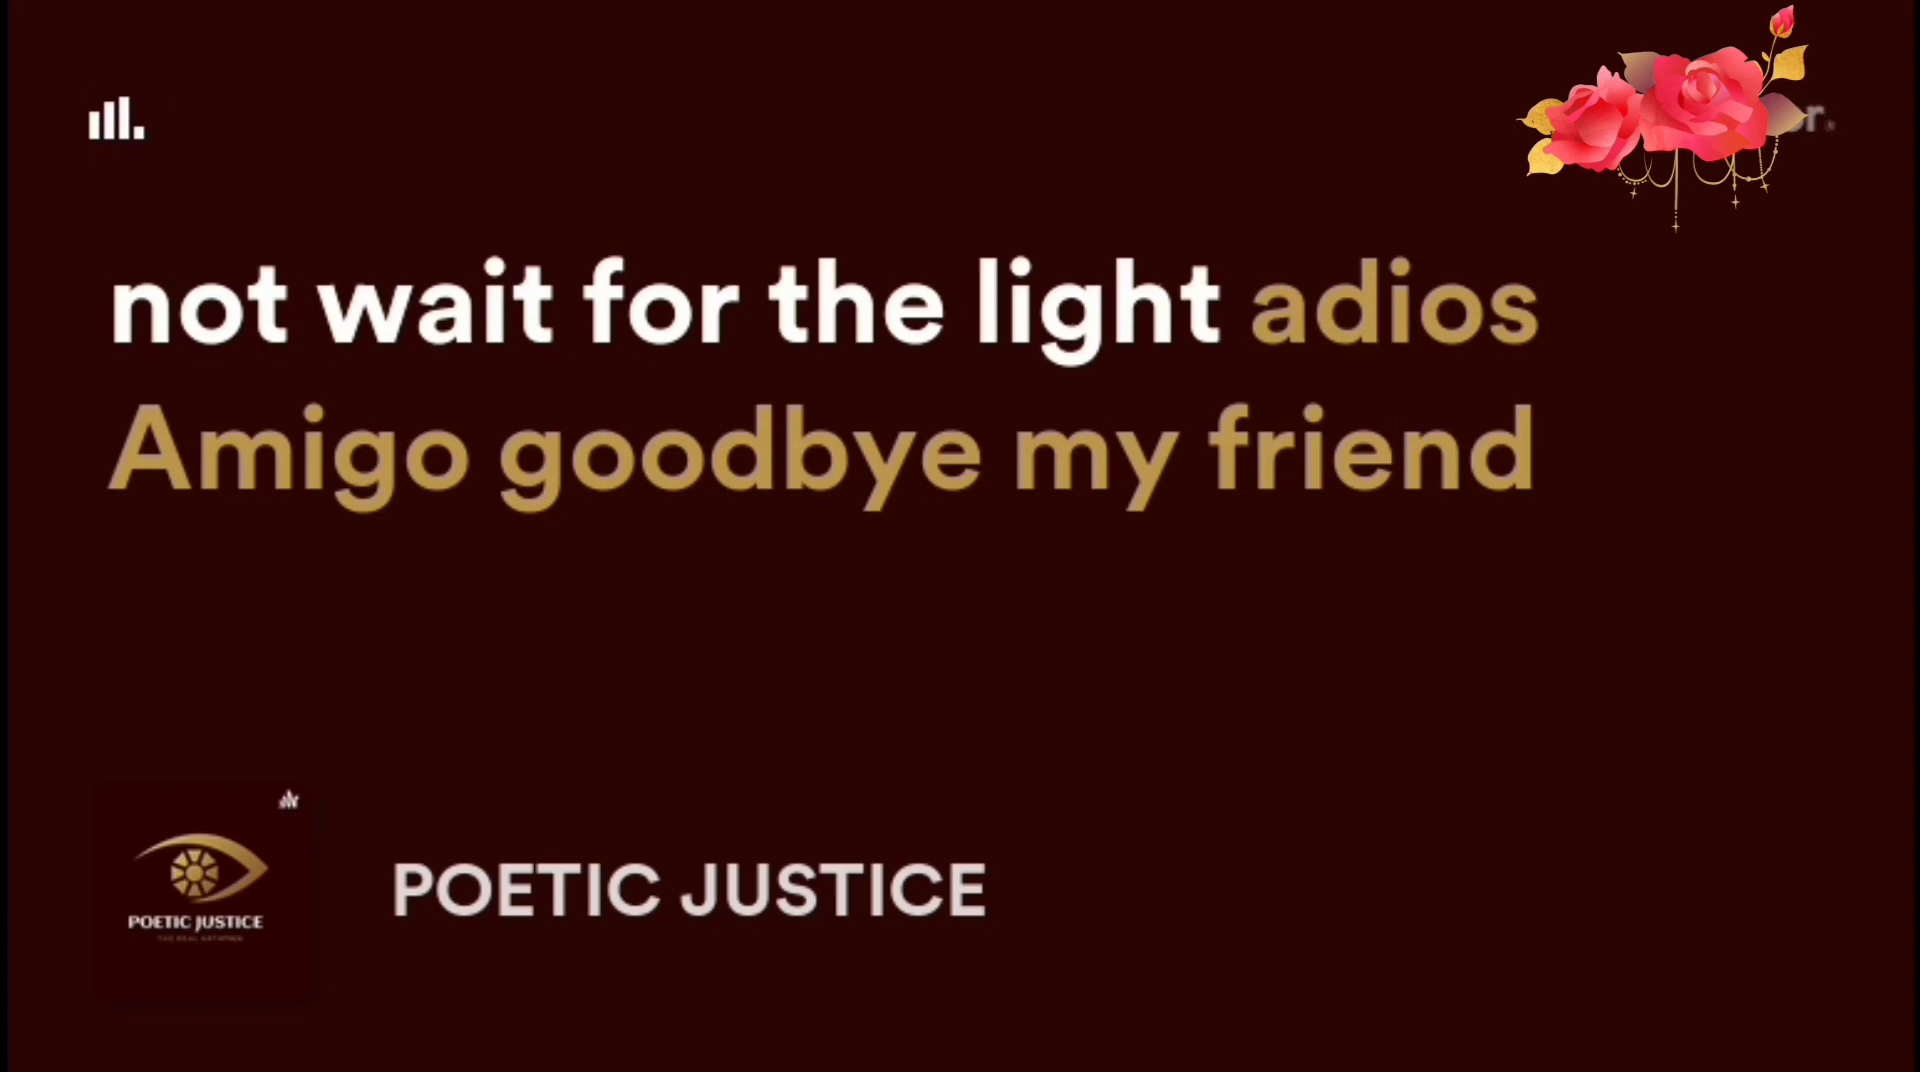 not wait for the light adios
Amigo goodbye my friend
POETIC JUSTICE
POETIC JUSTICE